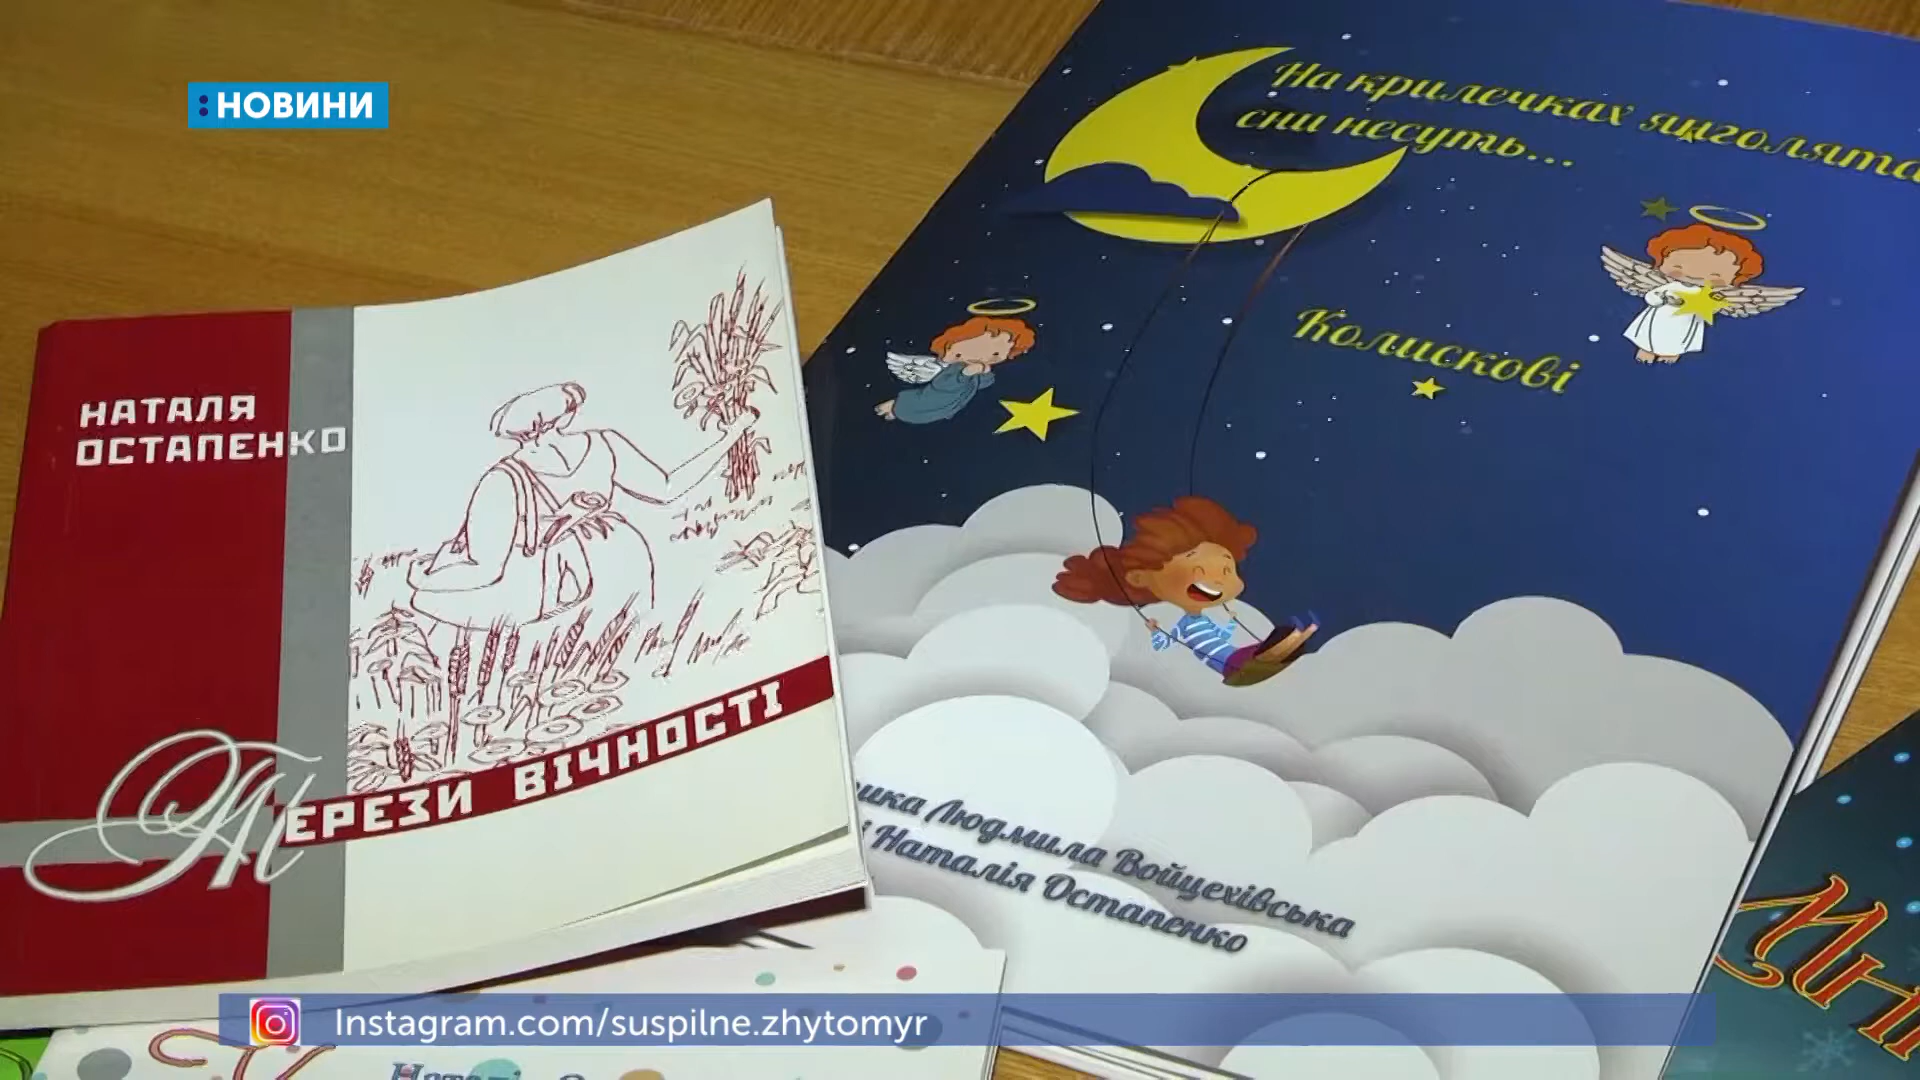 :НОВИНИ
На крилечках янголята
сни несуть...
Колискові
НАТАЛЯ
ОСТАПЕНКО
ТЕРЕЗИ ВІЧНОСТІ
Людмила Войцехівська
і Наталія Остапенко
Instagram.com/suspilne.zhytomyr